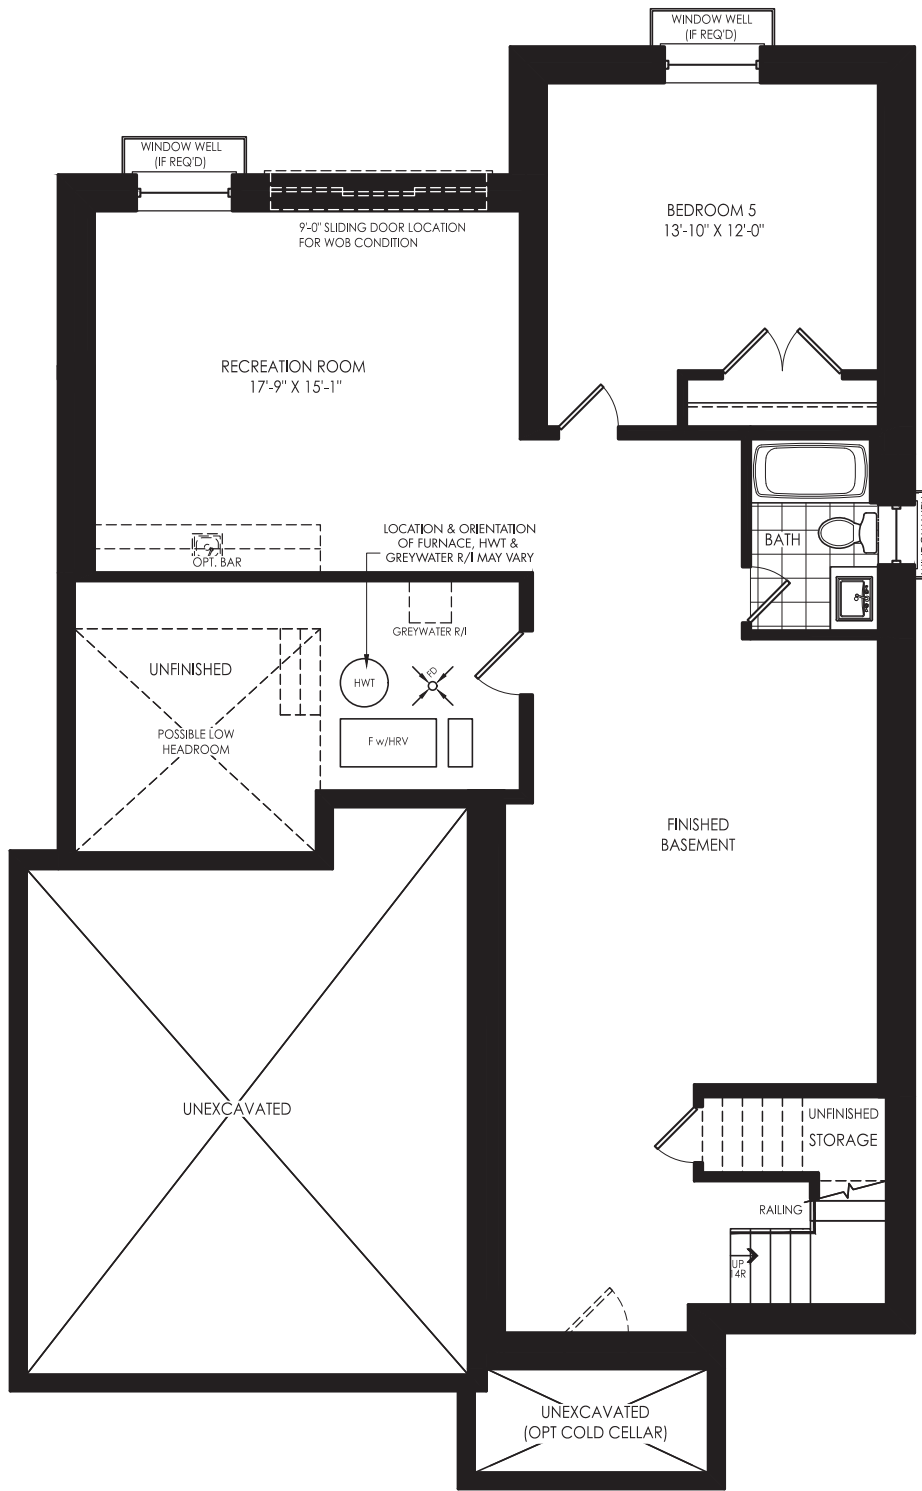 WINDOW WELL
(IF REQ'D)
WINDOW WELL
(IF REQ'D)
9'-0" SLIDING DOOR LOCATION
FOR WOB CONDITION
BEDROOM 5
13'-10" X 12'-0"
RECREATION ROOM
17'-9" X 15'-1"
LOCATION & ORIENTATION
OF FURNACE, HWT &
GREYWATER R/I MAY VARY
OPT. BAR
BATH
GREYWATER R/I
UNFINISHED
HWT
FD
POSSIBLE LOW
HEADROOM
F w/HRV
FINISHED
BASEMENT
UNEXCAVATED
UNFINISHED
STORAGE
RAILING
UP
14R
UNEXCAVATED
(OPT COLD CELLAR)